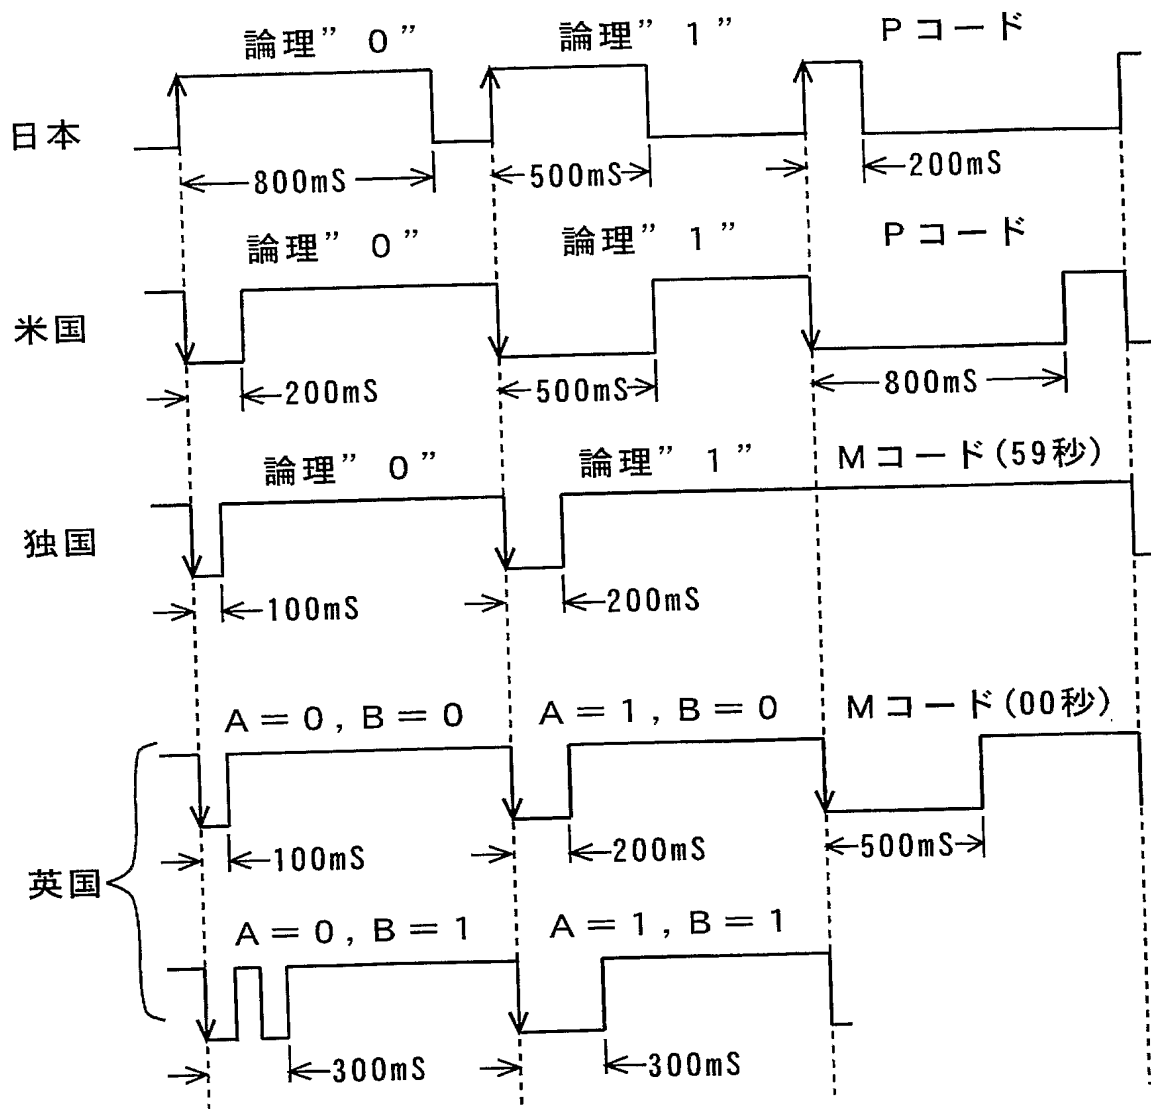 論理”0” 論理”1” Pコード
日本
800mS 500mS 200mS
論理”0” 論理”1” Pコード
米国
200mS 500mS 800mS
論理”0” 論理”1” Mコード(59秒)
独国
100mS 200mS
A=0,B=0 A=1,B=0 Mコード(00秒)
100mS 200mS 500mS
英国
A=0,B=1 A=1,B=1
300mS 300mS